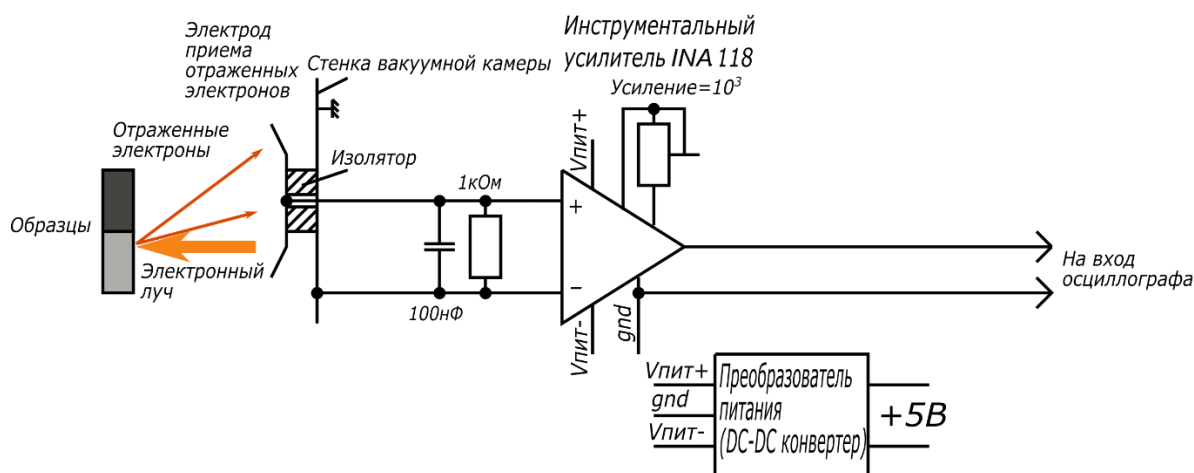 Электрод
приема
отраженных
электронов
Стенка вакуумной камеры
Инструментальный
усилитель INA 118
Усиление=10³
Vпит+
Отраженные
электроны
Изолятор
1кОм
+
Образцы
Электронный
луч
100нФ
−
Vпит-
gnd
На вход
осциллографа
Vпит+
gnd
Vпит-
Преобразователь
питания
(DC-DC конвертер)
+5В